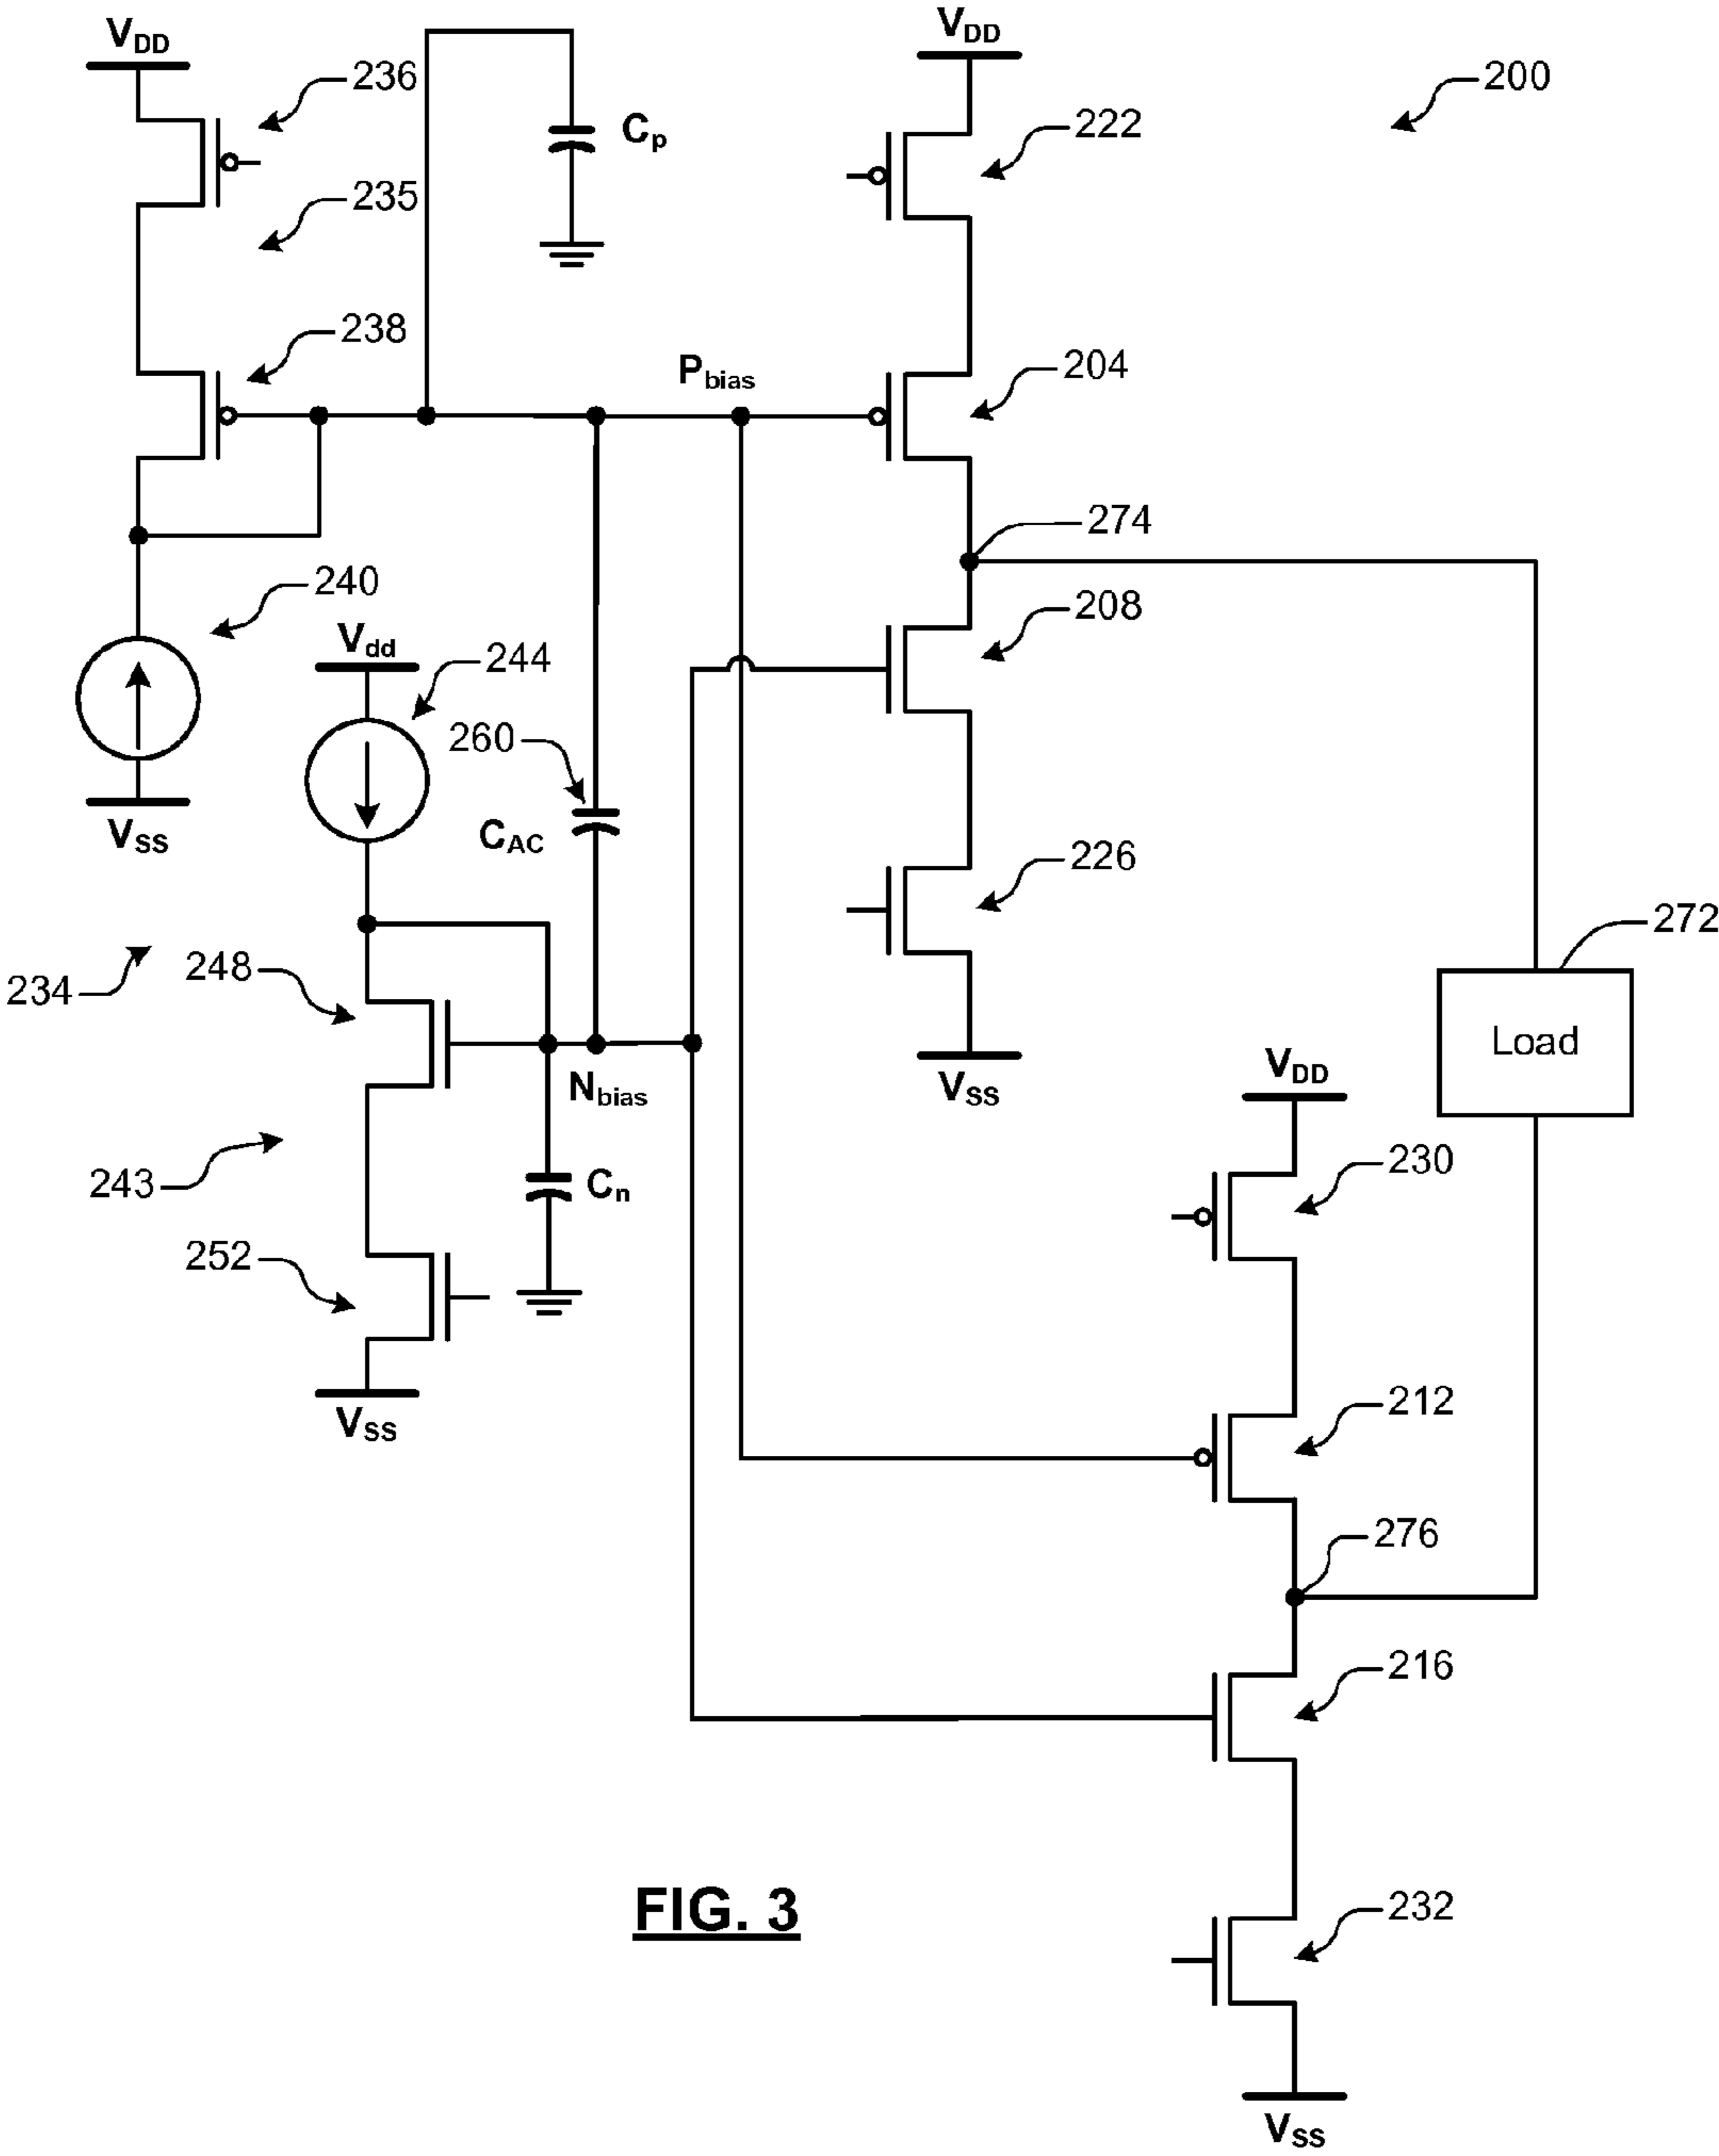 VDD
236
235
Cp
VDD
222
200
238
Pbias
204
274
240
Vdd
244
208
260
VSS
CAC
226
272
234
248
Load
Nbias
VSS
VDD
243
Cn
230
252
VSS
212
276
216
FIG. 3
232
VSS